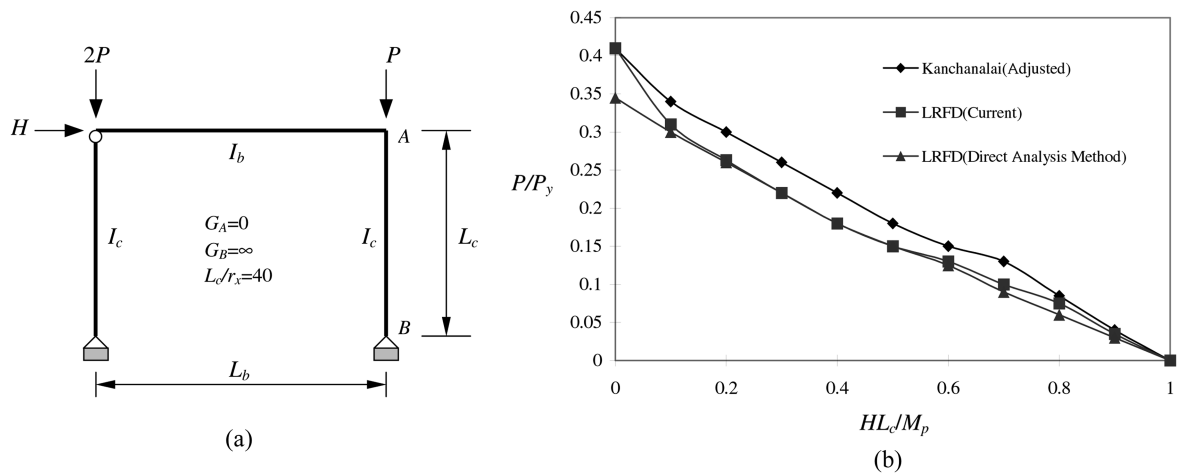 2P
P
H
A
I_b
G_A=0
G_B=∞
L_c/r_x=40
I_c
I_c
L_c
B
L_b
(a)
0.45
0.4
0.35
0.3
0.25
0.2
0.15
0.1
0.05
0
P/P_y
Kanchanalai(Adjusted)
LRFD(Current)
LRFD(Direct Analysis Method)
0 0.2 0.4 0.6 0.8 1
HL_c/M_p
(b)